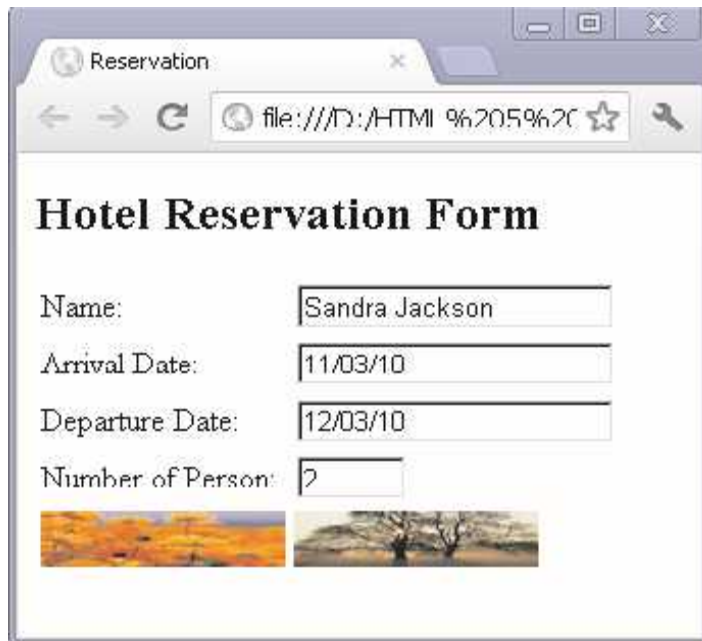 Reservation
file:///D:/HTML%205%20
Hotel Reservation Form
Name: Sandra Jackson
Arrival Date: 11/03/10
Departure Date: 12/03/10
Number of Person: 2